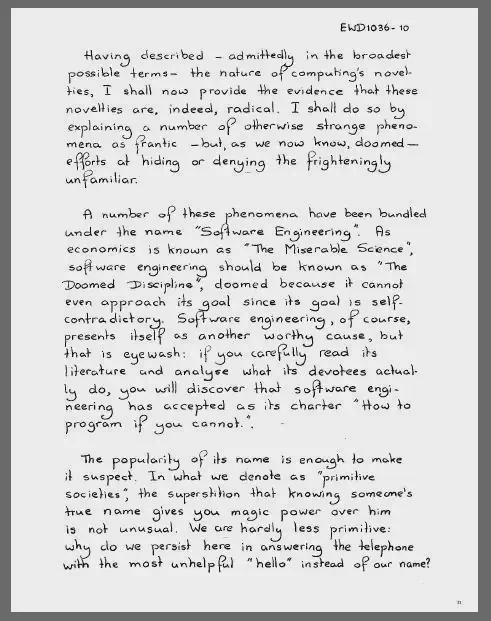 EWD1036-10
Having described – admittedly in the broadest
possible terms – the nature of computing's novel-
ties, I shall now provide the evidence that these
novelties are, indeed, radical. I shall do so by
explaining a number of otherwise strange pheno-
mena as frantic – but, as we now know, doomed –
efforts at hiding or denying the frighteningly
unfamiliar.
A number of these phenomena have been bundled
under the name "Software Engineering". As
economics is known as "The Miserable Science",
software engineering should be known as "The
Doomed Discipline", doomed because it cannot
even approach its goal since its goal is self-
contradictory. Software engineering, of course,
presents itself as another worthy cause, but
that is eyewash: if you carefully read its
literature and analyse what its devotees actual-
ly do, you will discover that software engi-
neering has accepted as its charter "How to
program if you cannot.".
The popularity of its name is enough to make
it suspect. In what we denote as "primitive
societies", the superstition that knowing someone's
true name gives you magic power over him
is not unusual. We are hardly less primitive:
why do we persist here in answering the telephone
with the most unhelpful "hello" instead of our name?